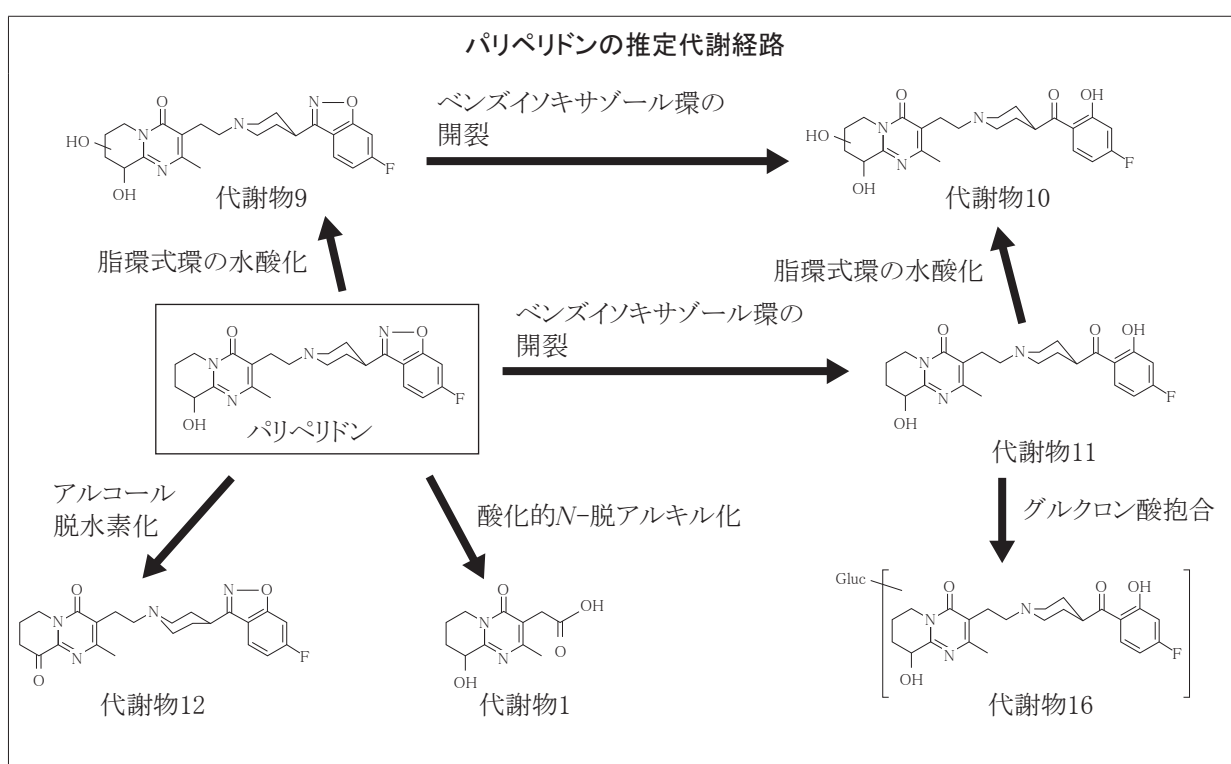 パリペリドンの推定代謝経路
ベンズイソキサゾール環の
開裂
N
O
O
N
N
F
HO
N
CH3
OH
代謝物9
O
OH
O
N
N
F
HO
N
OH
代謝物10
脂環式環の水酸化
脂環式環の水酸化
ベンズイソキサゾール環の
開裂
N
O
O
N
N
F
N
OH
パリペリドン
O
OH
O
N
N
F
N
OH
代謝物11
アルコール
脱水素化
酸化的N-脱アルキル化
グルクロン酸抱合
N
O
O
N
N
F
N
O
代謝物12
O
OH
N
O
N
OH
代謝物1
Gluc
O
OH
O
N
N
F
N
OH
代謝物16